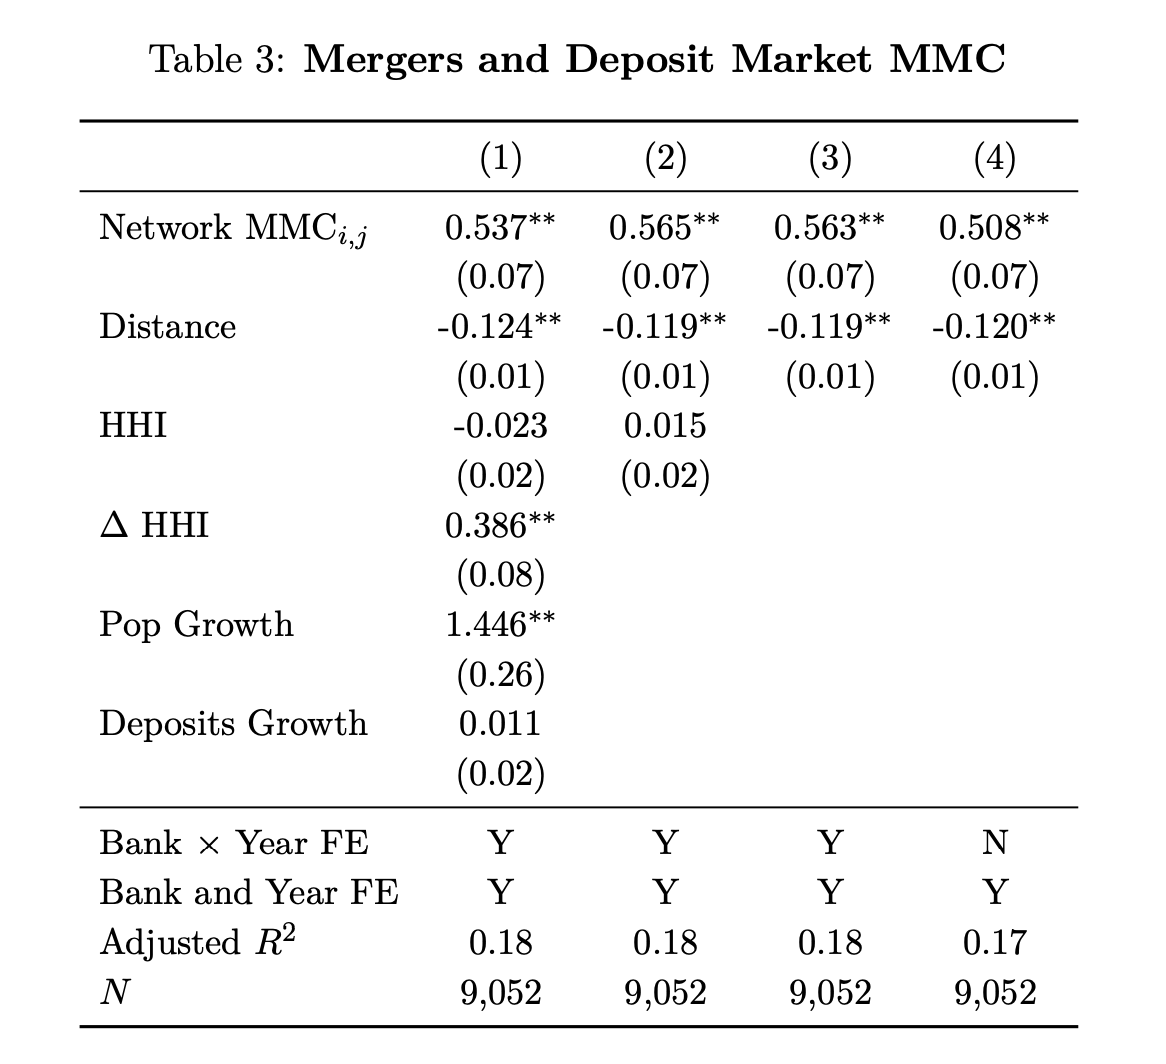 Table 3: Mergers and Deposit Market MMC
(1) (2) (3) (4)
Network MMC_{i,j} 0.537** 0.565** 0.563** 0.508**
(0.07) (0.07) (0.07) (0.07)
Distance -0.124** -0.119** -0.119** -0.120**
(0.01) (0.01) (0.01) (0.01)
HHI -0.023 0.015
(0.02) (0.02)
Δ HHI 0.386**
(0.08)
Pop Growth 1.446**
(0.26)
Deposits Growth 0.011
(0.02)
Bank × Year FE Y Y Y N
Bank and Year FE Y Y Y Y
Adjusted R² 0.18 0.18 0.18 0.17
N 9,052 9,052 9,052 9,052